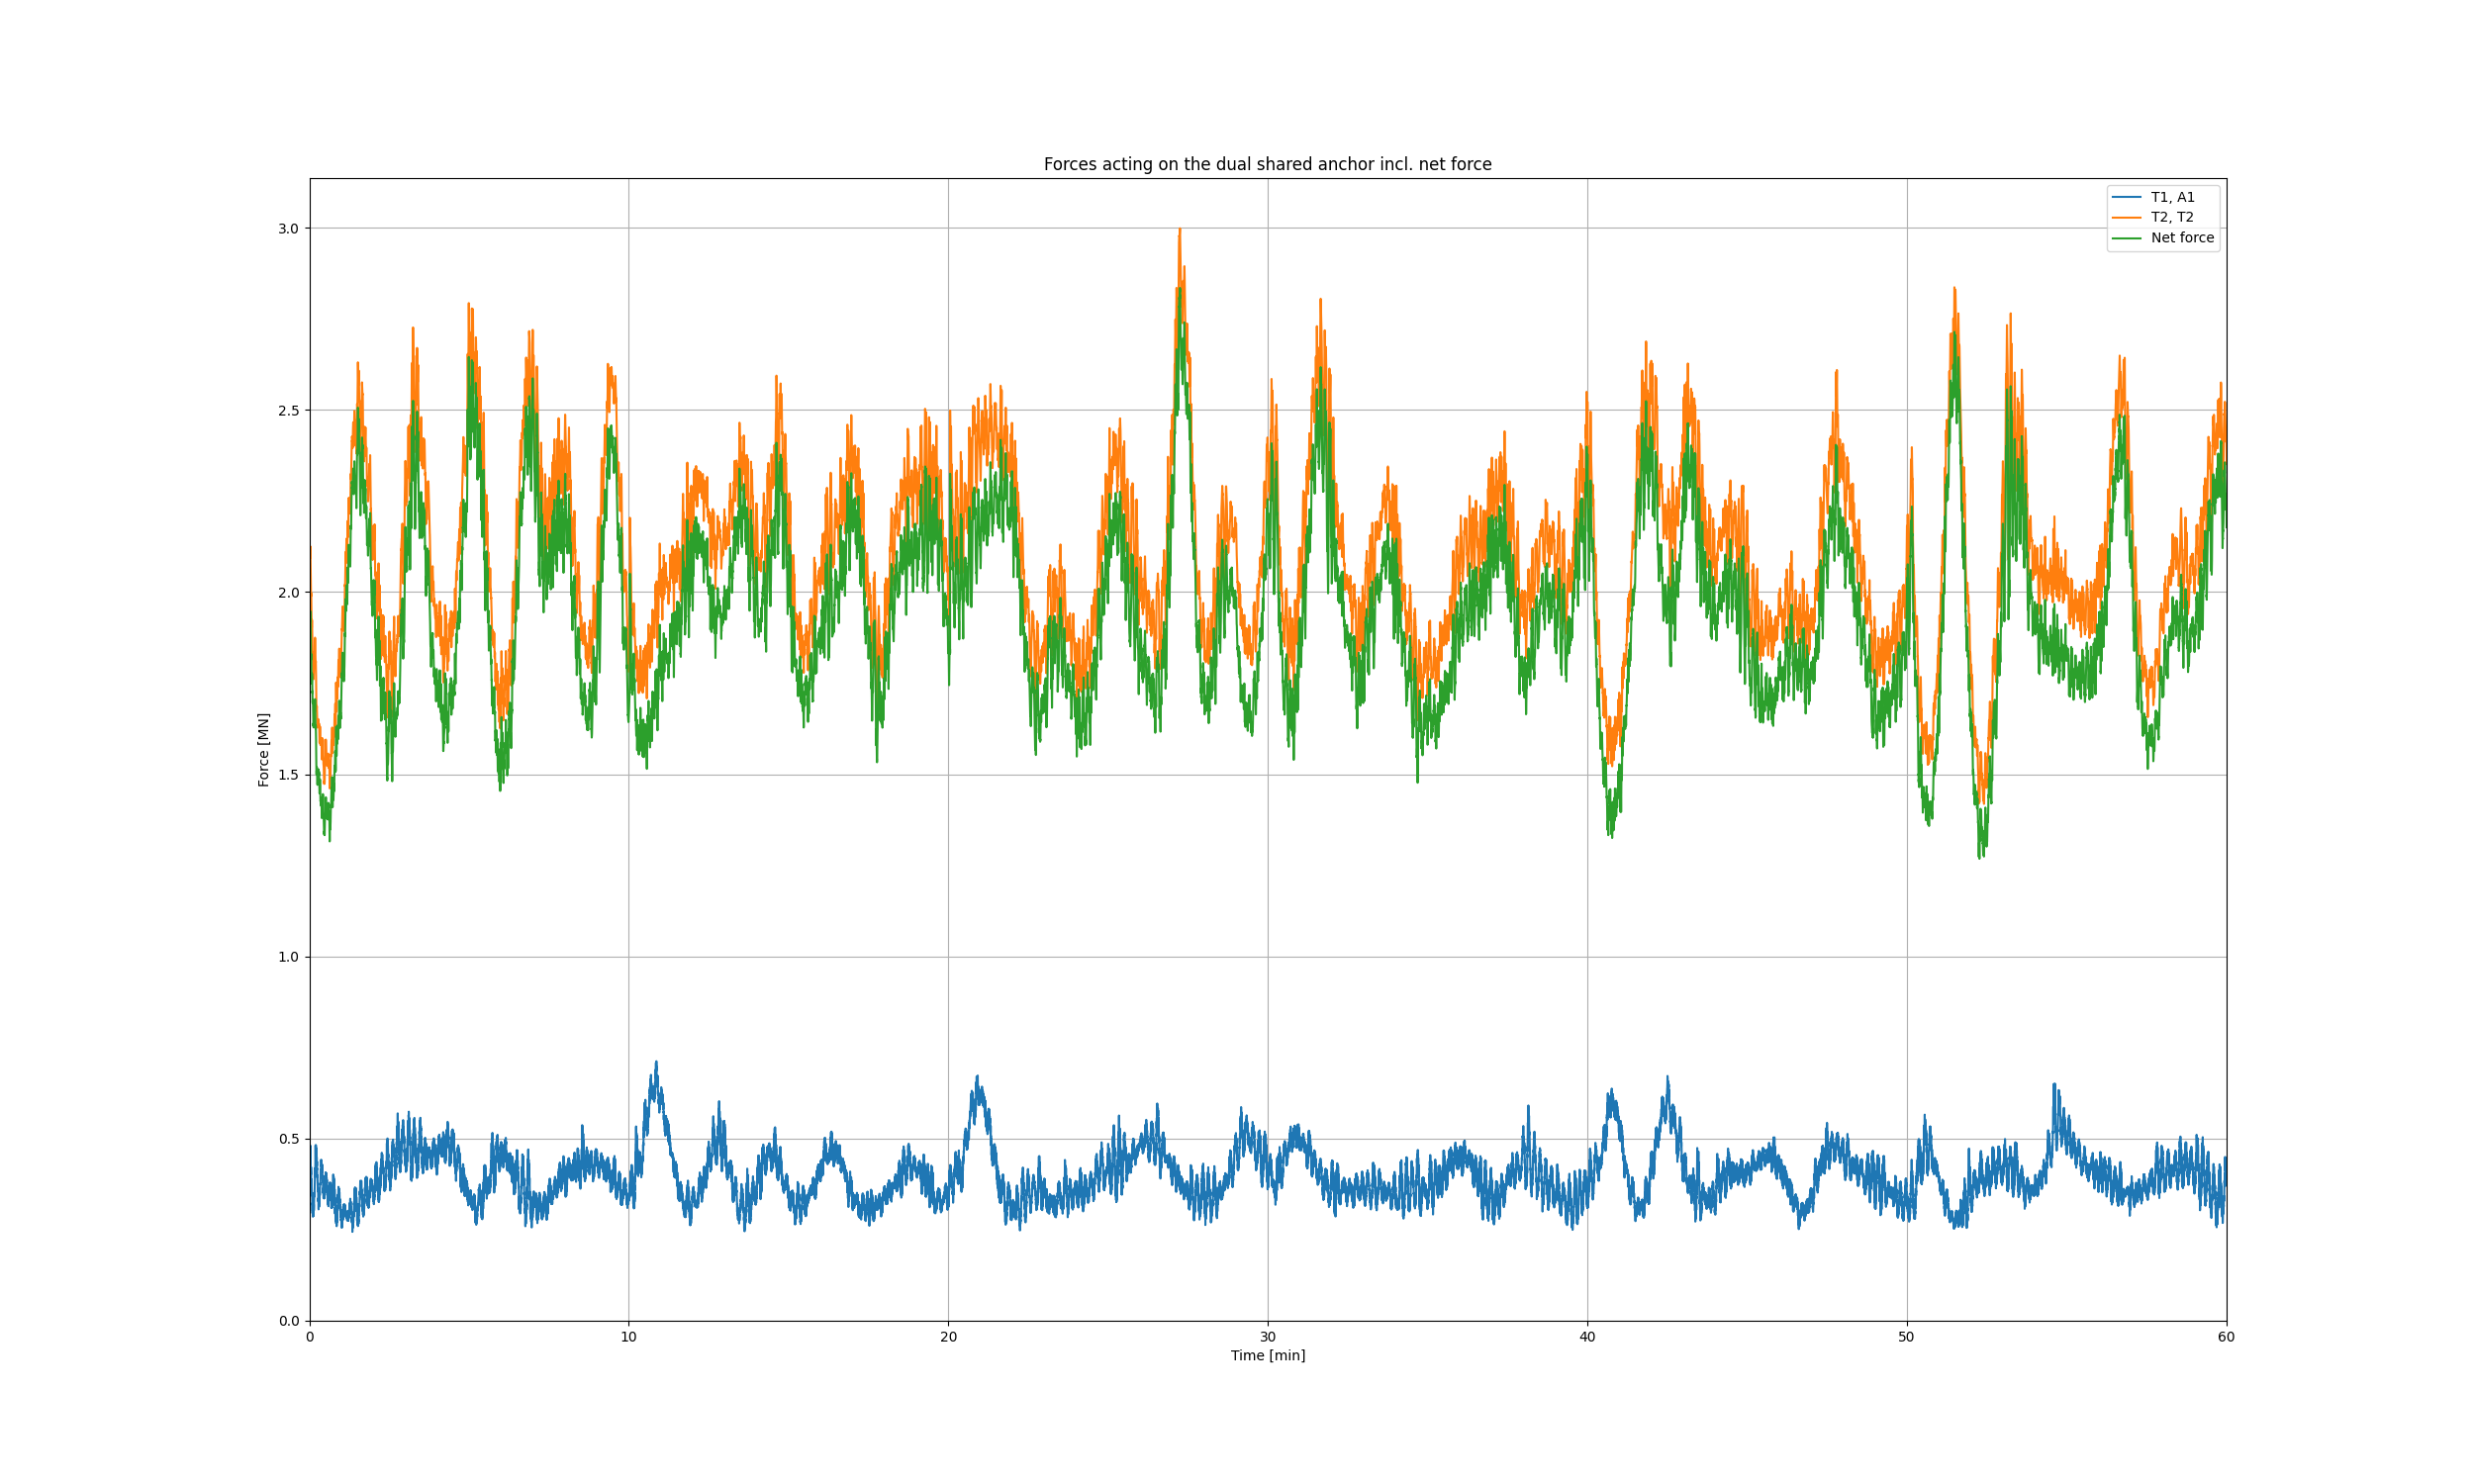 Forces acting on the dual shared anchor incl. net force
T1, A1
T2, T2
Net force
3.0
2.5
2.0
1.5
1.0
0.5
0.0
Force [MN]
0 10 20 30 40 50 60
Time [min]